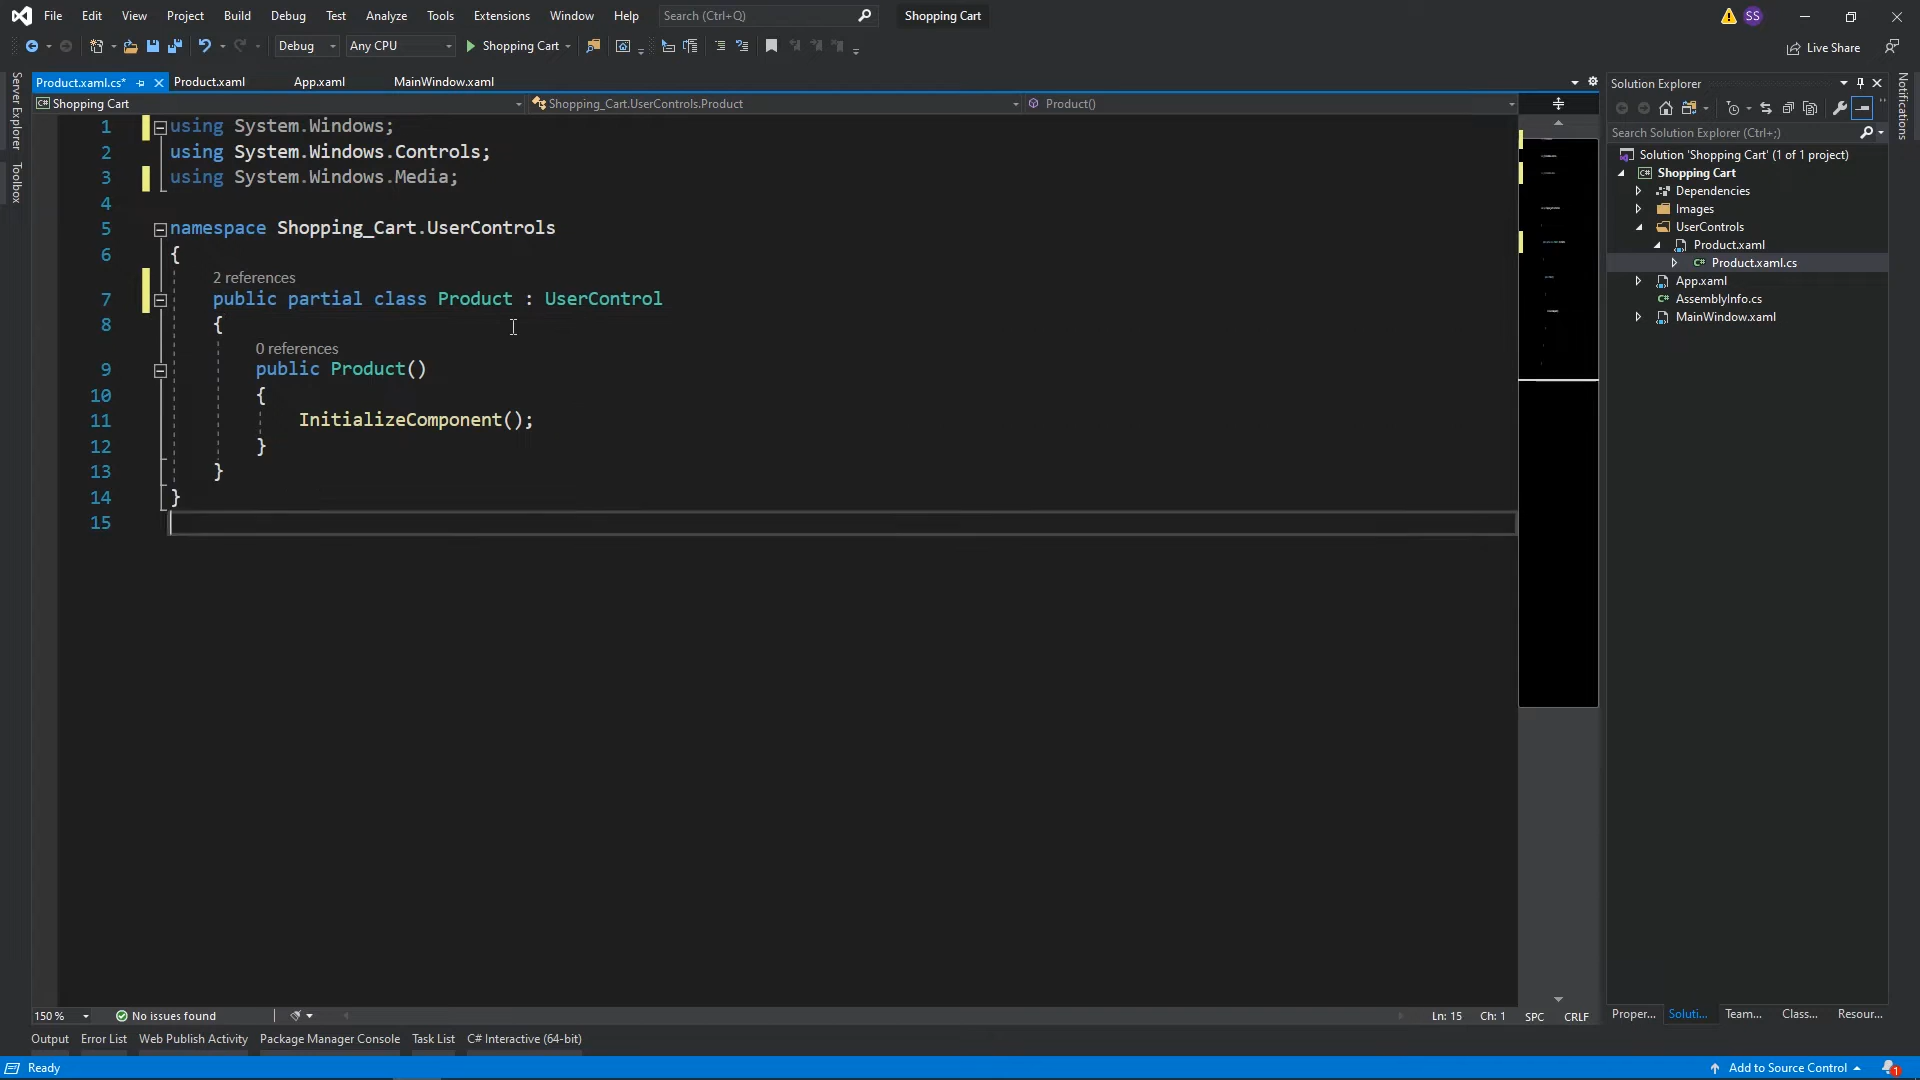 File Edit View Project Build Debug Test Analyze Tools Extensions Window Help Search (Ctrl+Q) Shopping Cart SS
Debug Any CPU Shopping Cart Live Share
Product.xaml.cs* Product.xaml App.xaml MainWindow.xaml
Shopping Cart Shopping_Cart.UserControls.Product Product()
Server Explorer
Toolbox
1 using System.Windows;
2 using System.Windows.Controls;
3 using System.Windows.Media;
4
5 namespace Shopping_Cart.UserControls
6 {
2 references
7 public partial class Product : UserControl
8 {
0 references
9 public Product()
10 {
11 InitializeComponent();
12 }
13 }
14 }
15
Solution Explorer
Search Solution Explorer (Ctrl+;)
Solution 'Shopping Cart' (1 of 1 project)
C# Shopping Cart
Dependencies
Images
UserControls
Product.xaml
C# Product.xaml.cs
App.xaml
C# AssemblyInfo.cs
MainWindow.xaml
Notifications
150 % No issues found Ln: 15 Ch: 1 SPC CRLF
Proper... Soluti... Team... Class... Resour...
Output Error List Web Publish Activity Package Manager Console Task List C# Interactive (64-bit)
Ready Add to Source Control 1